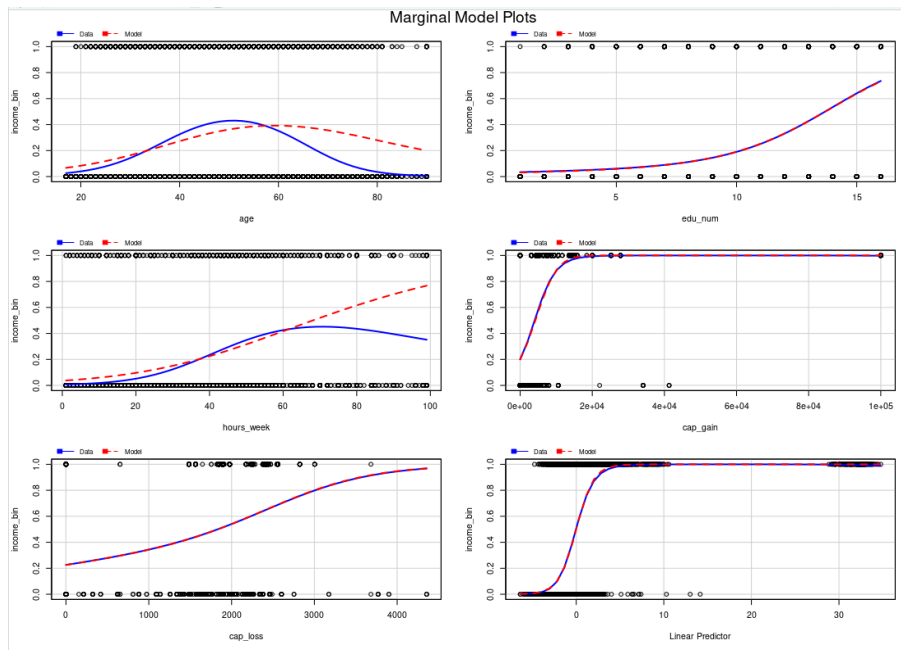 Marginal Model Plots
Data Model
income_bin
0.0 0.2 0.4 0.6 0.8 1.0
20 40 60 80
age
Data Model
income_bin
0.0 0.2 0.4 0.6 0.8 1.0
5 10 15
edu_num
Data Model
income_bin
0.0 0.2 0.4 0.6 0.8 1.0
0 20 40 60 80 100
hours_week
Data Model
income_bin
0.0 0.2 0.4 0.6 0.8 1.0
0e+00 2e+04 4e+04 6e+04 8e+04 1e+05
cap_gain
Data Model
income_bin
0.0 0.2 0.4 0.6 0.8 1.0
0 1000 2000 3000 4000
cap_loss
Data Model
income_bin
0.0 0.2 0.4 0.6 0.8 1.0
0 10 20 30
Linear Predictor